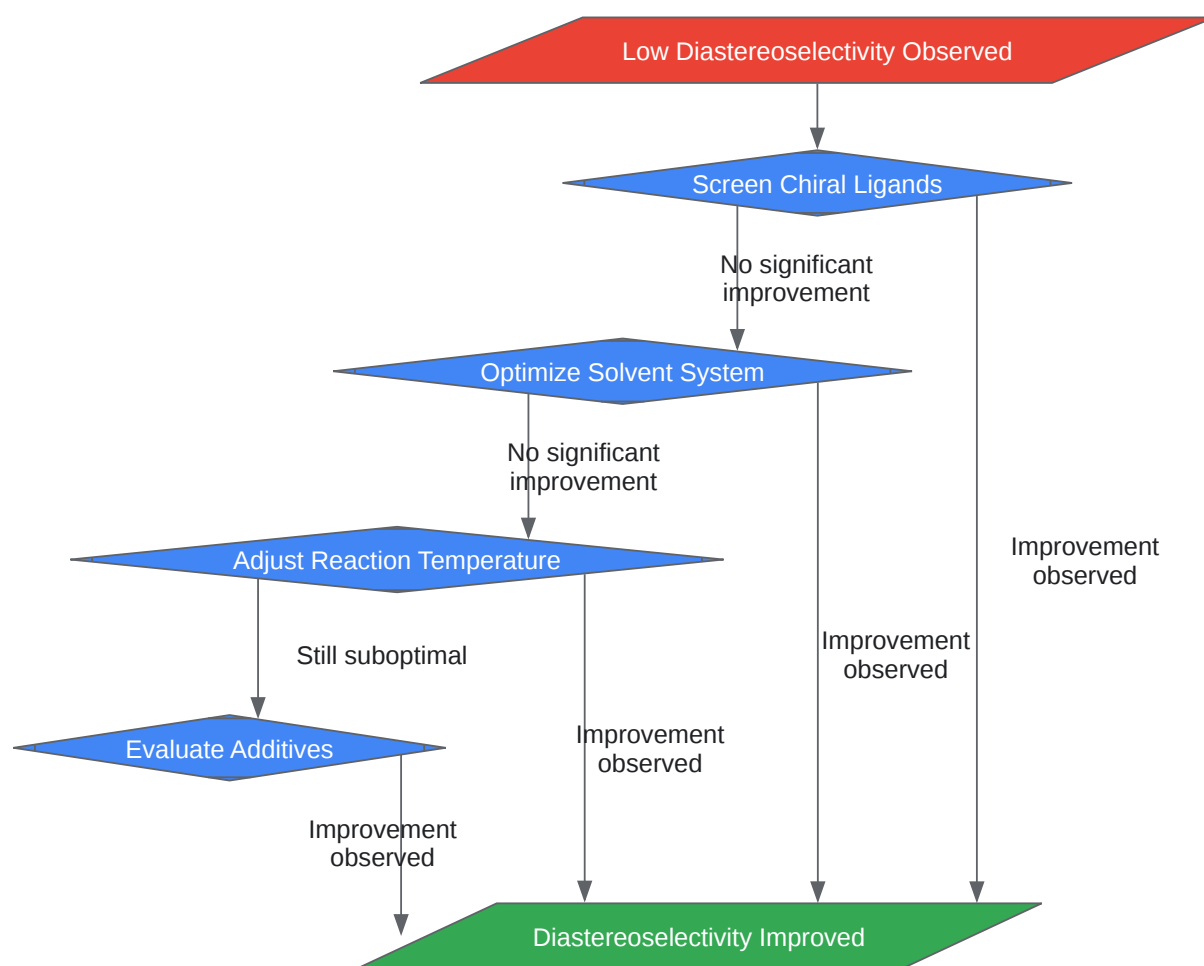 Low Diastereoselectivity Observed
Screen Chiral Ligands
No significant
improvement
Optimize Solvent System
No significant
improvement
Adjust Reaction Temperature
Improvement
observed
Still suboptimal
Improvement
observed
Evaluate Additives
Improvement
observed
Improvement
observed
Diastereoselectivity Improved